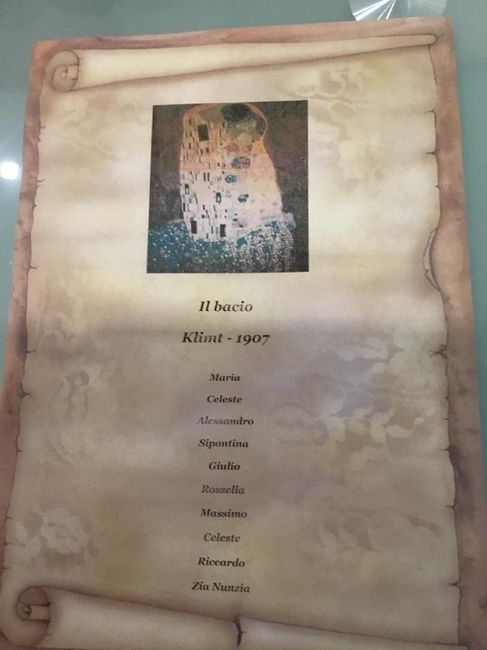 Il bacio
Klimt - 1907
Maria
Celeste
Alessandro
Sipontina
Giulio
Rossella
Massimo
Celeste
Riccardo
Zia Nunzia